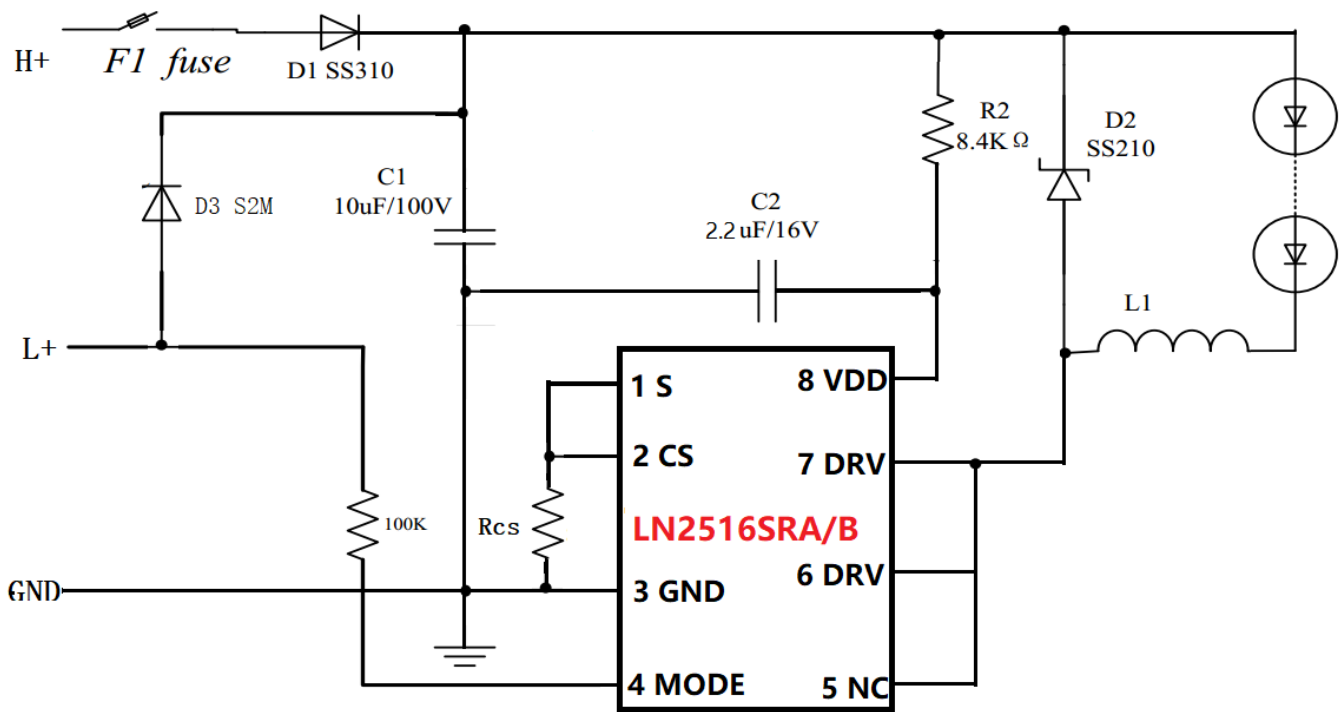 H+
F1 fuse
D1 SS310
R2
8.4K Ω
D2
SS210
D3 S2M
C1
10uF/100V
C2
2.2 uF/16V
L1
L+
1 S
8 VDD
2 CS
7 DRV
100K
Rcs
LN2516SRA/B
6 DRV
GND
3 GND
4 MODE
5 NC